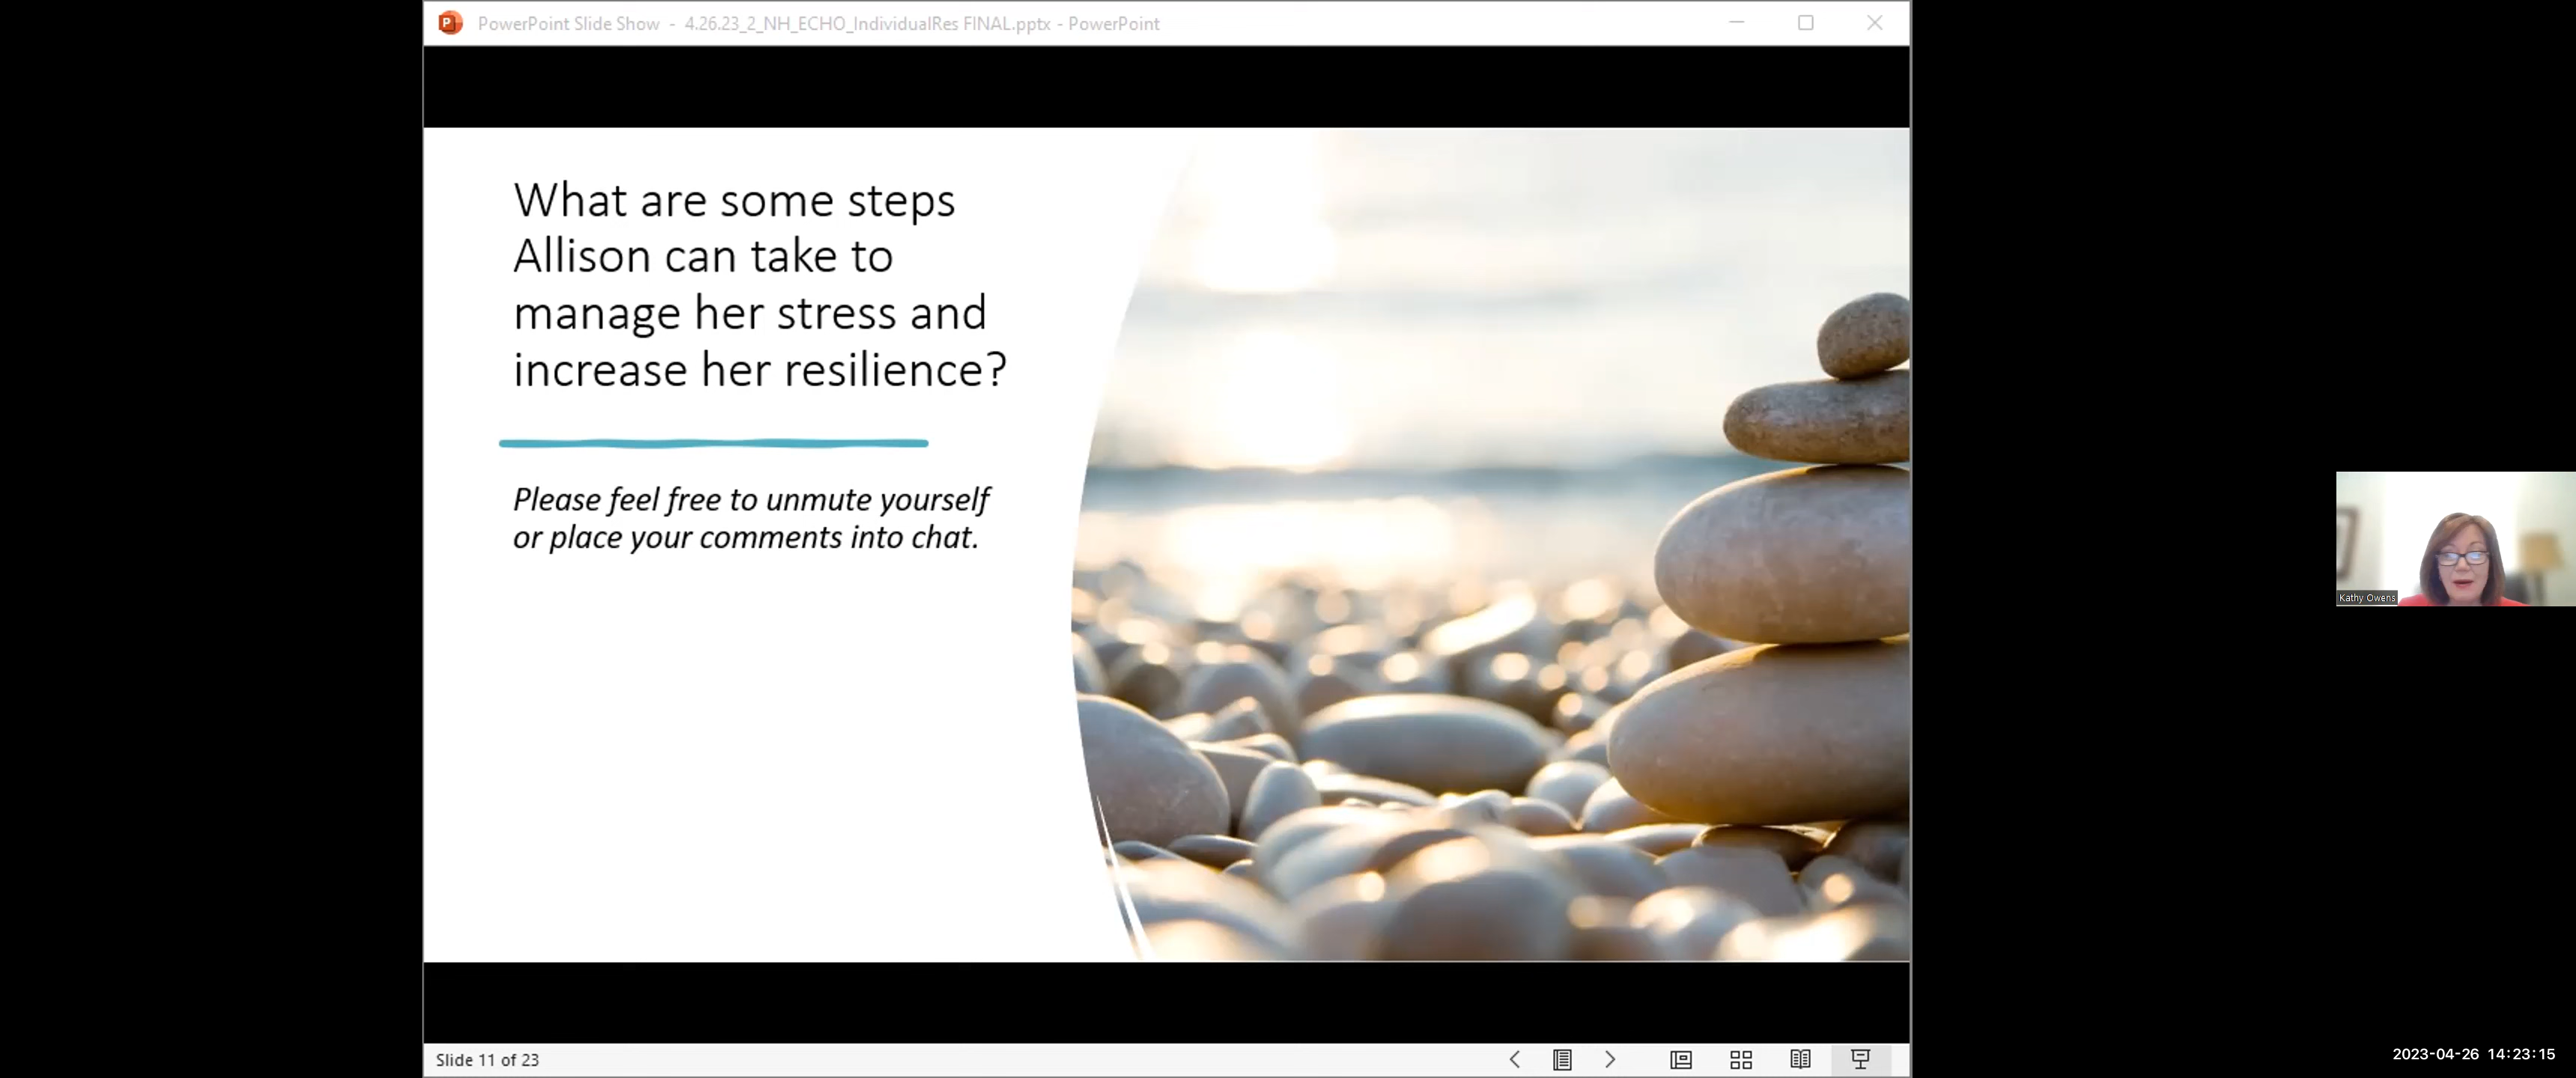 PowerPoint Slide Show - 4.26.23_2_NH_ECHO_IndividualRes FINAL.pptx - PowerPoint
What are some steps
Allison can take to
manage her stress and
increase her resilience?
Please feel free to unmute yourself
or place your comments into chat.
Kathy Owens
Slide 11 of 23
2023-04-26 14:23:15